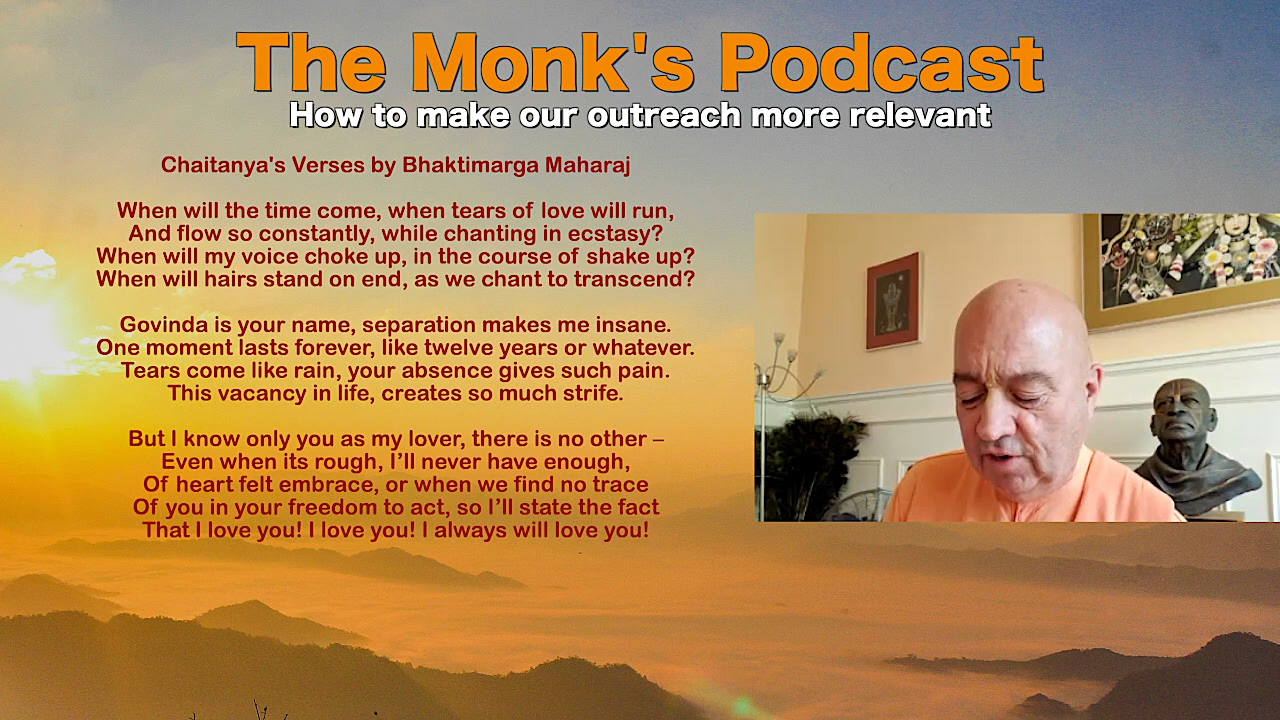 The Monk's Podcast
How to make our outreach more relevant
Chaitanya's Verses by Bhaktimarga Maharaj
When will the time come, when tears of love will run,
And flow so constantly, while chanting in ecstasy?
When will my voice choke up, in the course of shake up?
When will hairs stand on end, as we chant to transcend?
Govinda is your name, separation makes me insane.
One moment lasts forever, like twelve years or whatever.
Tears come like rain, your absence gives such pain.
This vacancy in life, creates so much strife.
But I know only you as my lover, there is no other –
Even when its rough, I’ll never have enough,
Of heart felt embrace, or when we find no trace
Of you in your freedom to act, so I’ll state the fact
That I love you! I love you! I always will love you!